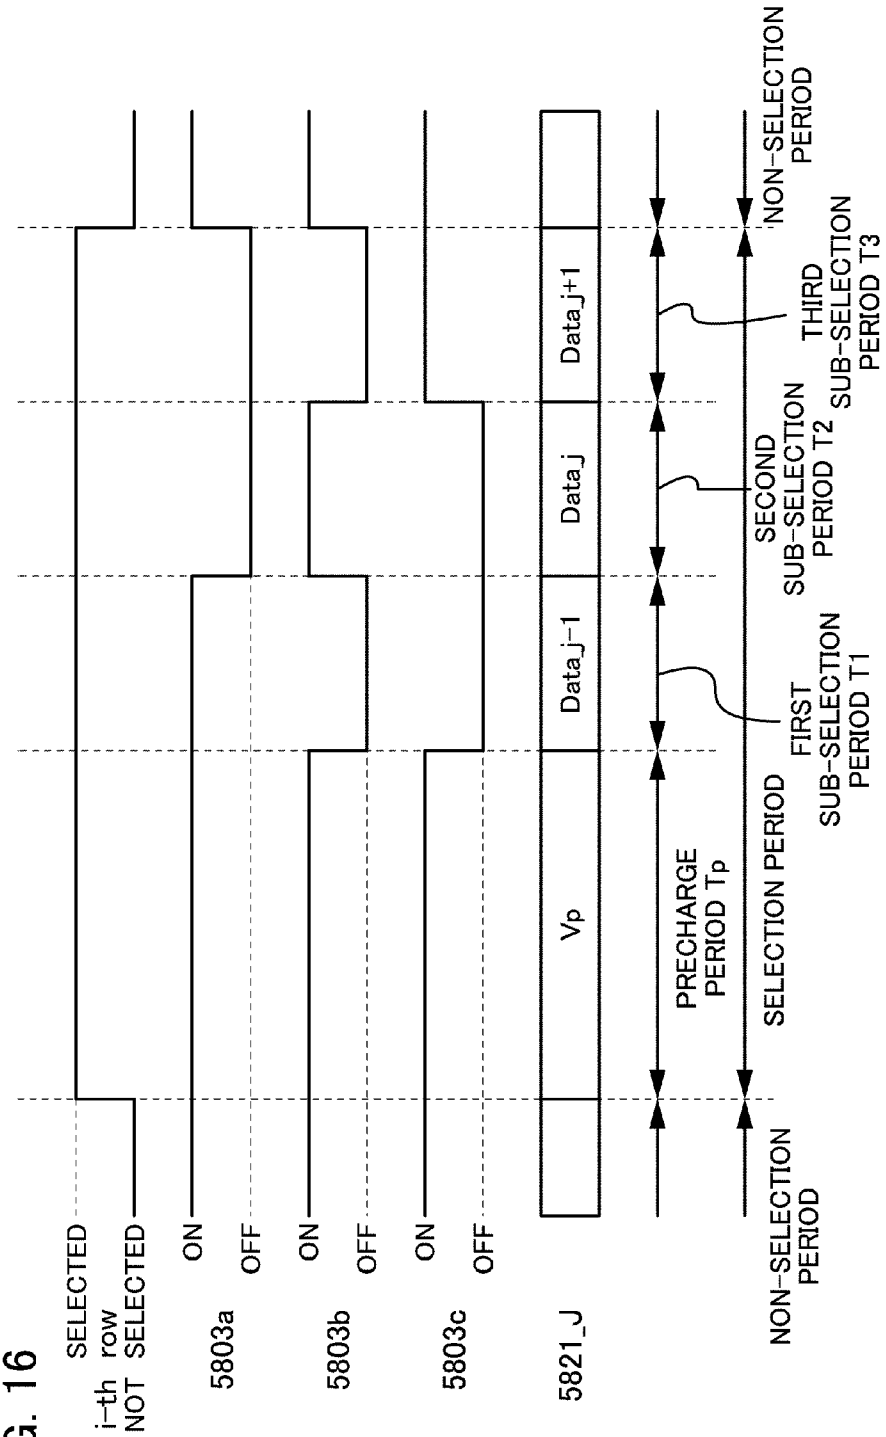 G. 16
SELECTED
i-th row
NOT SELECTED
5803a
ON
OFF
5803b
ON
OFF
5803c
ON
OFF
5821_J
Vp
Data_j-1
Data_j
Data_j+1
PRECHARGE
PERIOD Tp
FIRST
SUB-SELECTION
PERIOD T1
SECOND
SUB-SELECTION
PERIOD T2
THIRD
SUB-SELECTION
PERIOD T3
NON-SELECTION
PERIOD
SELECTION PERIOD
NON-SELECTION
PERIOD